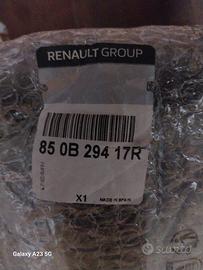 RENAULT GROUP
85 0B 294 17R
X1
MADE IN SPAIN
Galaxy A23 5G
subito